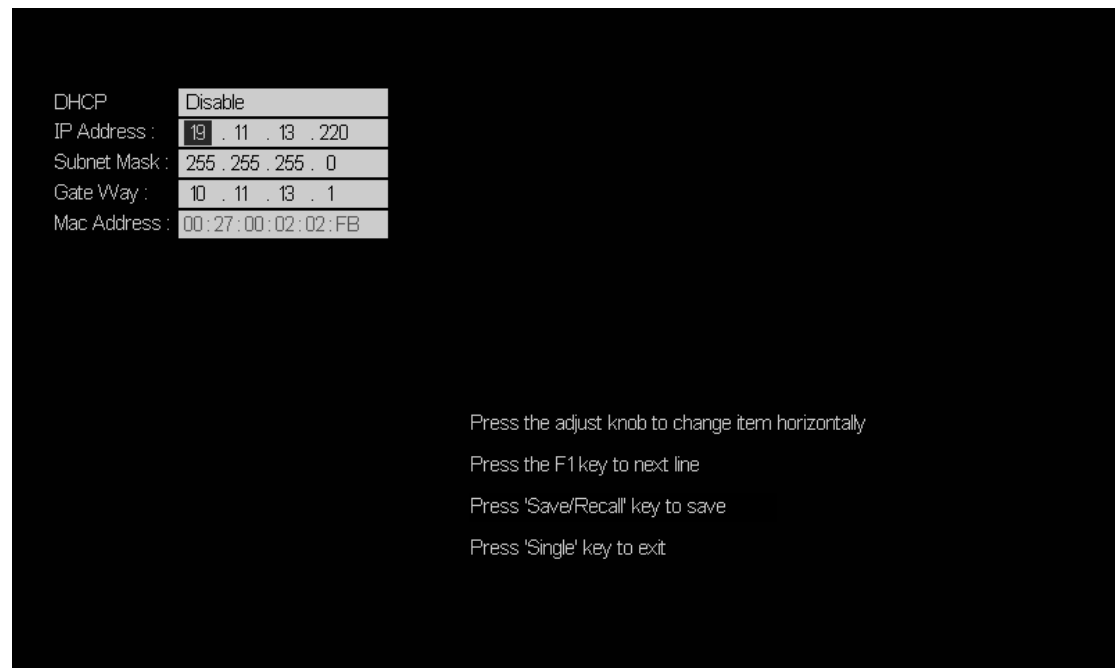 DHCP Disable
IP Address : 19 . 11 . 13 . 220
Subnet Mask : 255 . 255 . 255 . 0
Gate Way : 10 . 11 . 13 . 1
Mac Address : 00:27:00:02:02:FB
Press the adjust knob to change item horizontally
Press the F1 key to next line
Press 'Save/Recall' key to save
Press 'Single' key to exit